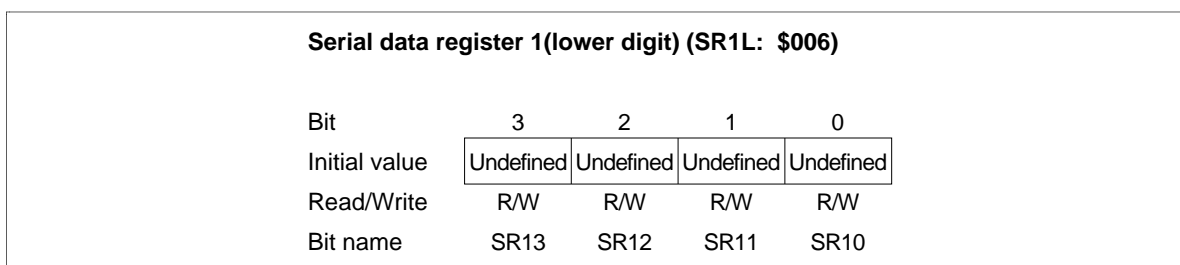 Serial data register 1(lower digit) (SR1L: $006)
Bit 3 2 1 0
Initial value Undefined Undefined Undefined Undefined
Read/Write R/W R/W R/W R/W
Bit name SR13 SR12 SR11 SR10